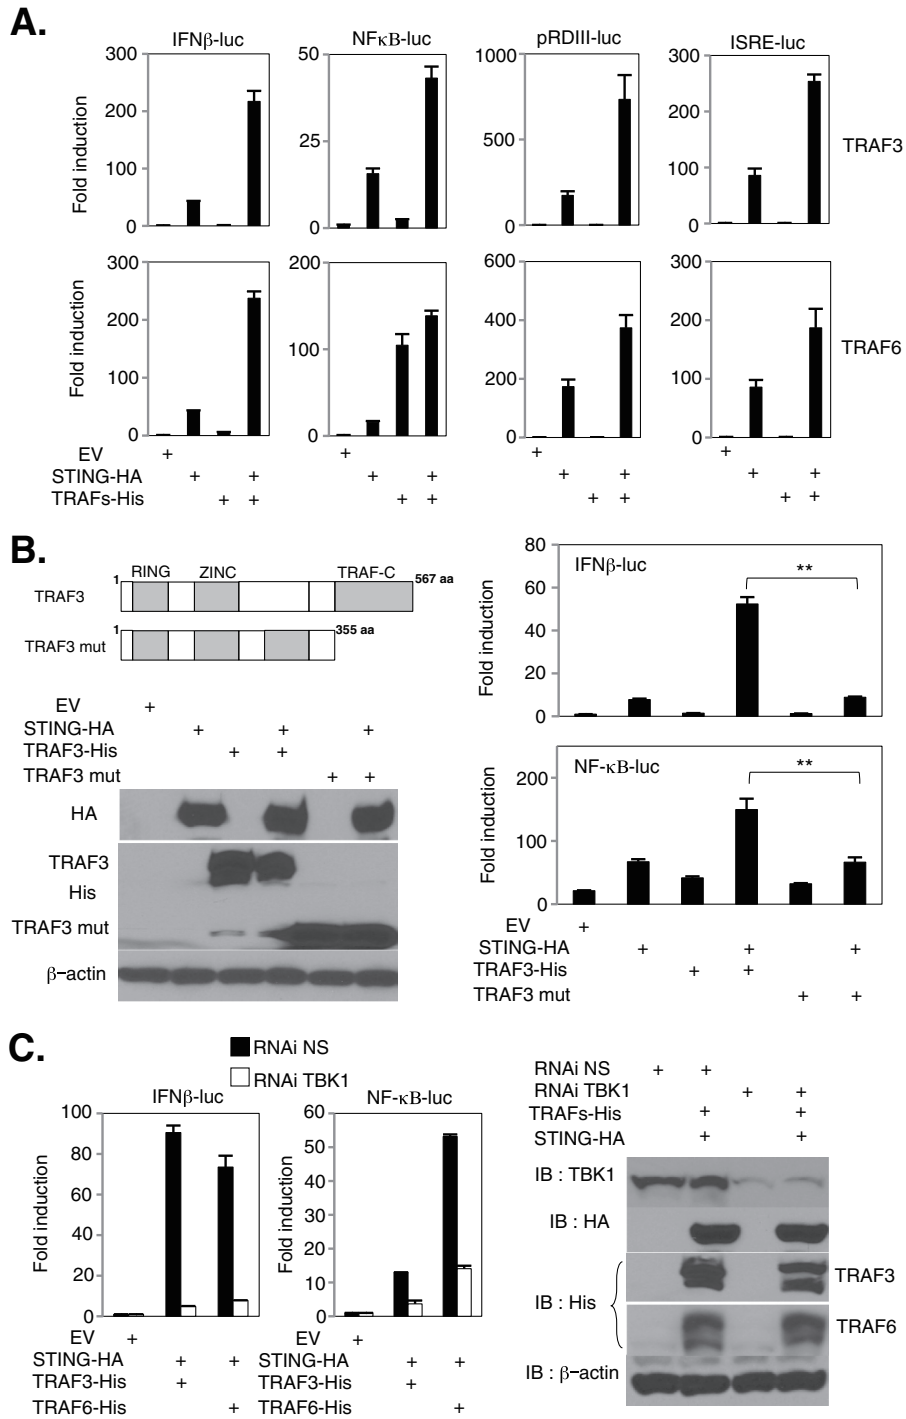 A.
IFNβ-luc NFκB-luc pRDIII-luc ISRE-luc
Fold induction
300
200
100
0
50
25
0
1000
500
0
300
200
100
0
TRAF3
Fold induction
300
200
100
0
200
100
0
600
400
200
0
300
200
100
0
TRAF6
EV + + + +
STING-HA + + + + + + + +
TRAFs-His + + + + + + + +
B.
1 RING ZINC TRAF-C 567 aa
TRAF3
1 355 aa
TRAF3 mut
EV +
STING-HA + + +
TRAF3-His + +
TRAF3 mut + +
HA
TRAF3
His
TRAF3 mut
β−actin
IFNβ-luc
**
Fold induction
80
60
40
20
0
NF-κB-luc
**
Fold induction
200
100
0
EV +
STING-HA + + +
TRAF3-His + +
TRAF3 mut + +
C.
RNAi NS
RNAi TBK1
IFNβ-luc
Fold induction
100
80
60
40
20
0
EV +
STING-HA + +
TRAF3-His +
TRAF6-His +
NF-κB-luc
Fold induction
60
50
40
30
20
10
0
EV +
STING-HA + +
TRAF3-His +
TRAF6-His +
RNAi NS + +
RNAi TBK1 + +
TRAFs-His + +
STING-HA + +
IB : TBK1
IB : HA
IB : His
TRAF3
TRAF6
IB : β−actin